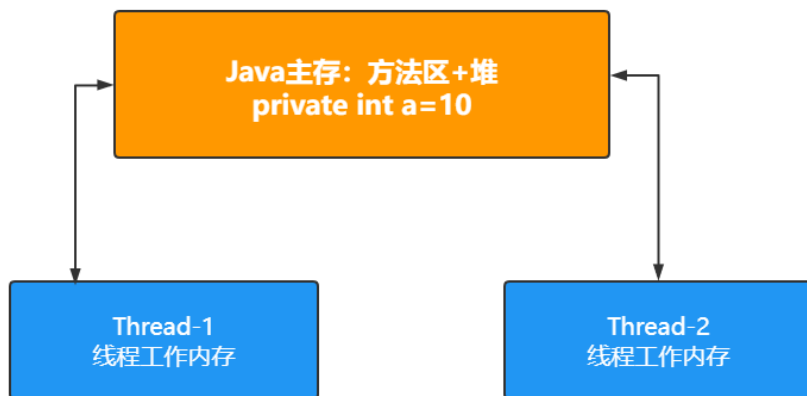 Java主存：方法区+堆
private int a=10
Thread-1
线程工作内存
Thread-2
线程工作内存